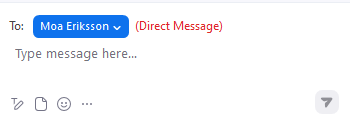 To: Moa Eriksson (Direct Message)
Type message here...